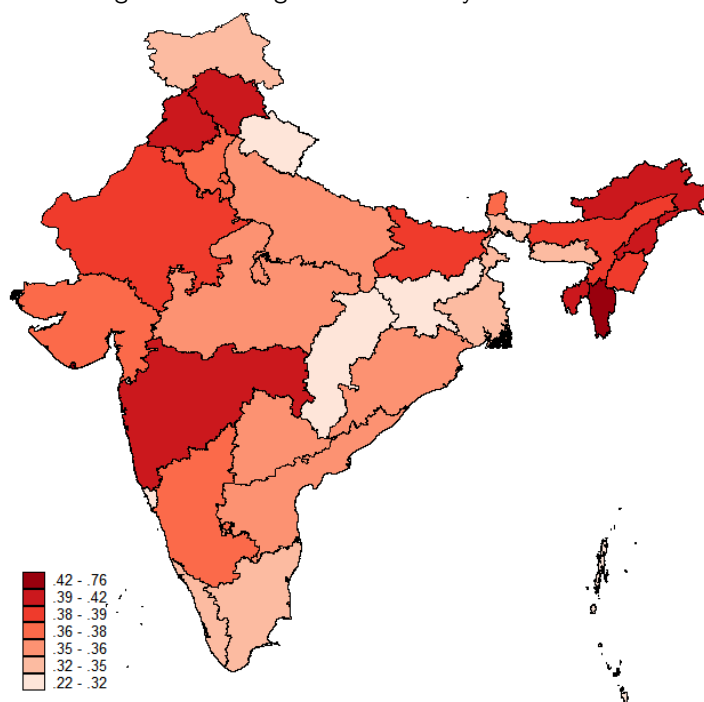 .42 - .76
.39 - .42
.38 - .39
.36 - .38
.35 - .36
.32 - .35
.22 - .32